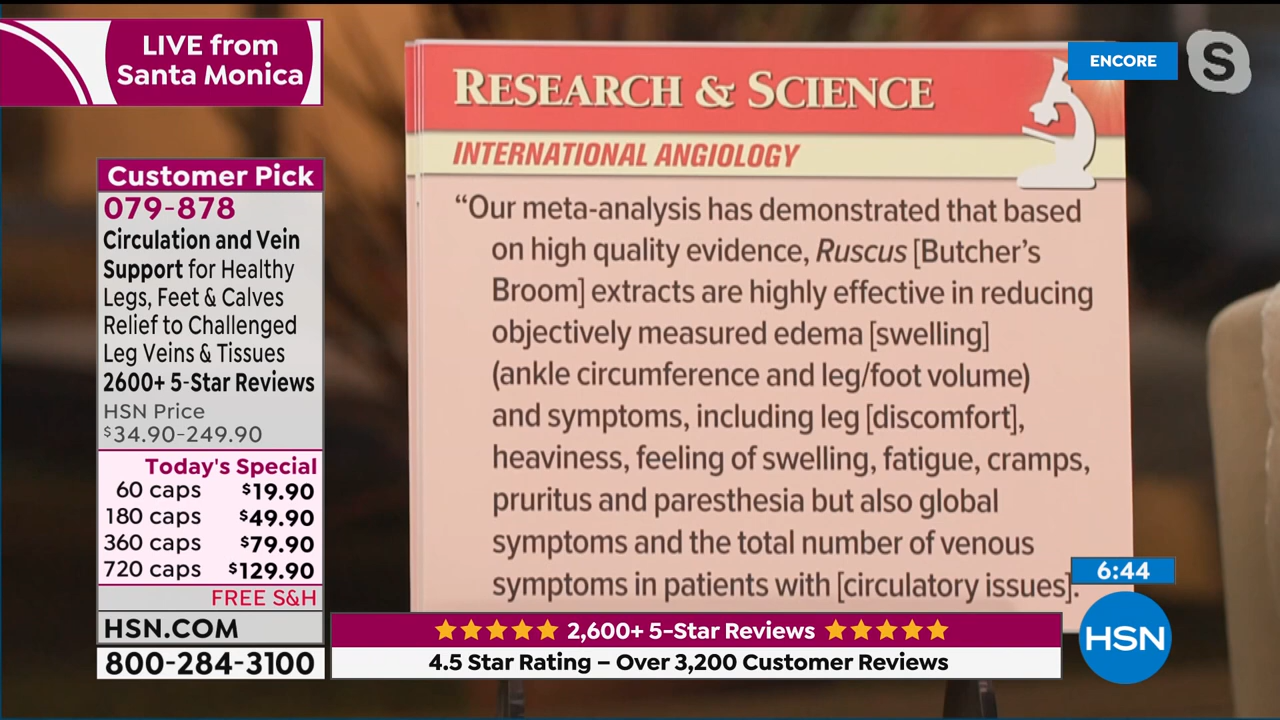 LIVE from
Santa Monica
ENCORE
S
RESEARCH & SCIENCE
INTERNATIONAL ANGIOLOGY
“Our meta-analysis has demonstrated that based
on high quality evidence, Ruscus [Butcher’s
Broom] extracts are highly effective in reducing
objectively measured edema [swelling]
(ankle circumference and leg/foot volume)
and symptoms, including leg [discomfort],
heaviness, feeling of swelling, fatigue, cramps,
pruritus and paresthesia but also global
symptoms and the total number of venous
symptoms in patients with [circulatory issues].
Customer Pick
079-878
Circulation and Vein
Support for Healthy
Legs, Feet & Calves
Relief to Challenged
Leg Veins & Tissues
2600+ 5-Star Reviews
HSN Price
$34.90-249.90
Today's Special
60 caps $19.90
180 caps $49.90
360 caps $79.90
720 caps $129.90
FREE S&H
HSN.COM
800-284-3100
2,600+ 5-Star Reviews
4.5 Star Rating – Over 3,200 Customer Reviews
6:44
HSN